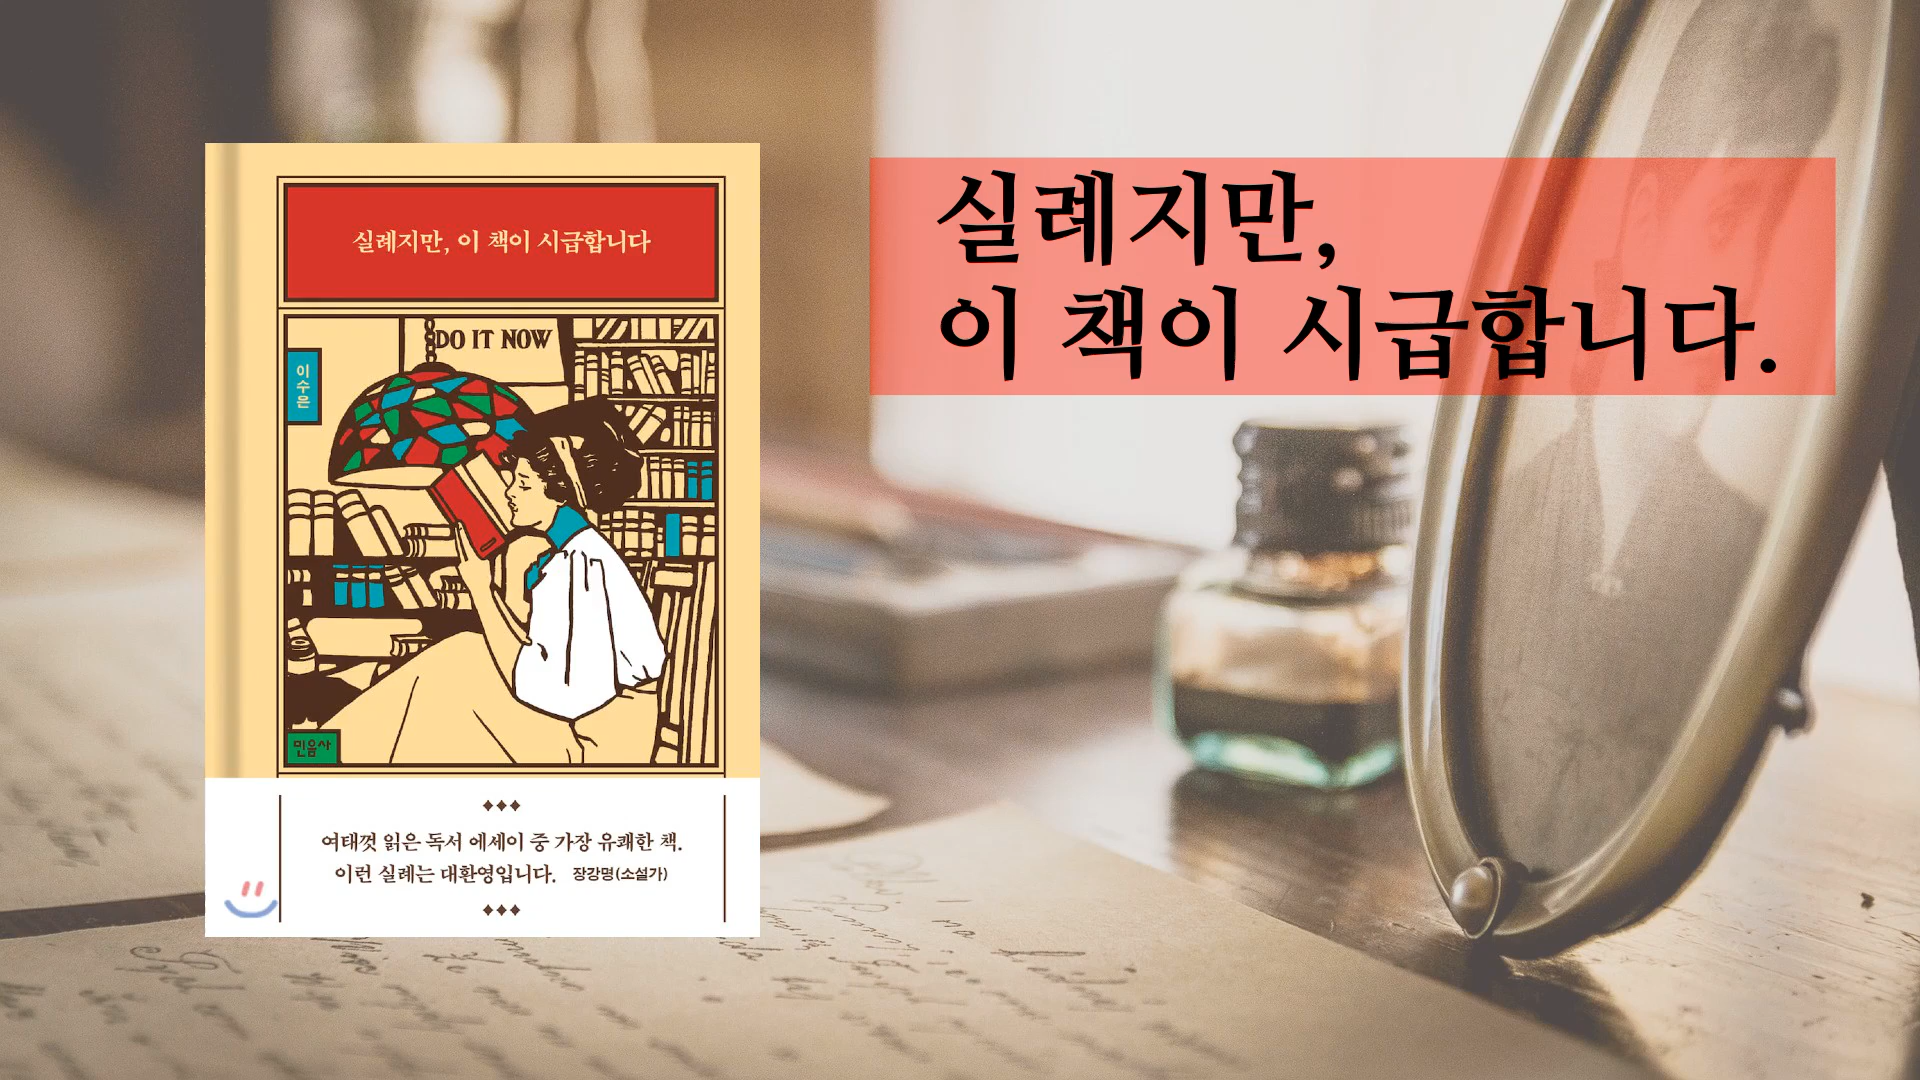 실례지만, 이 책이 시급합니다
DO IT NOW
이수은
민음사
여태껏 읽은 독서 에세이 중 가장 유쾌한 책.
이런 실례는 대환영입니다. 장강명(소설가)
실례지만,
이 책이 시급합니다.